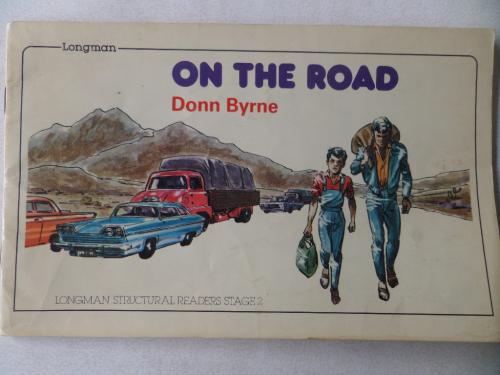 Longman
ON THE ROAD
Donn Byrne
LONGMAN STRUCTURAL READERS STAGE 2